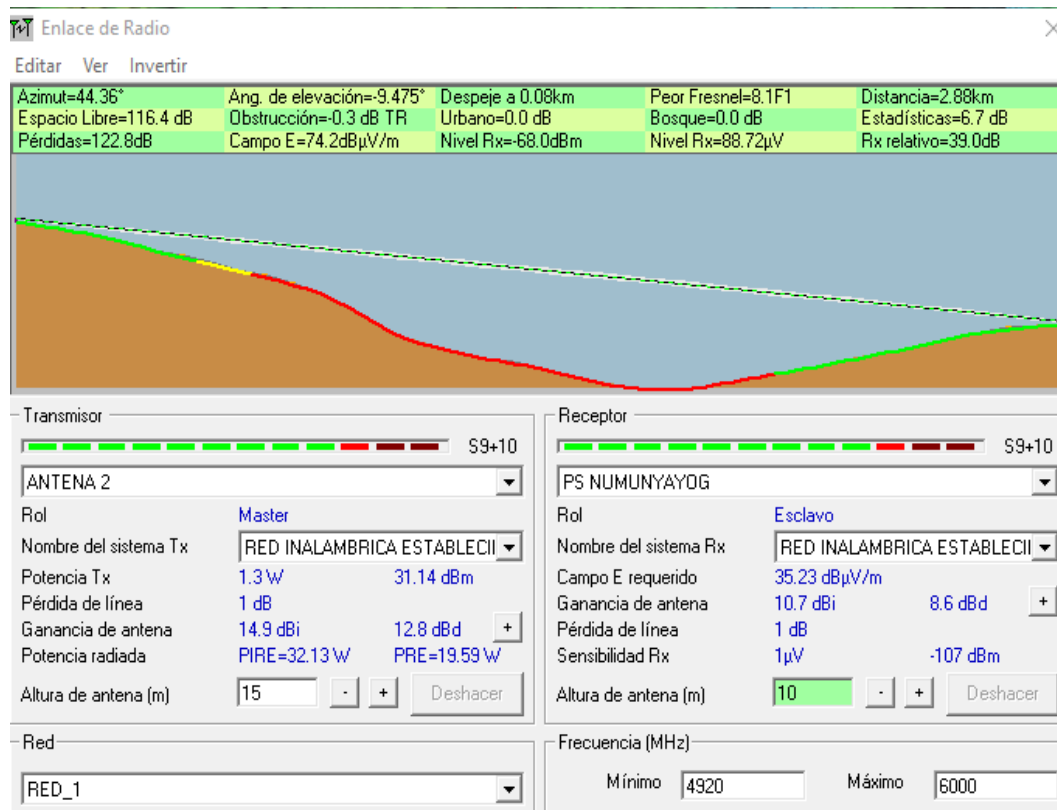 Enlace de Radio
Editar Ver Invertir
Azimut=44.36° Ang. de elevación=-9.475° Despeje a 0.08km Peor Fresnel=8.1F1 Distancia=2.88km
Espacio Libre=116.4 dB Obstrucción=-0.3 dB TR Urbano=0.0 dB Bosque=0.0 dB Estadísticas=6.7 dB
Pérdidas=122.8dB Campo E=74.2dBµV/m Nivel Rx=-68.0dBm Nivel Rx=88.72µV Rx relativo=39.0dB
Transmisor Receptor
S9+10 S9+10
ANTENA 2 PS NUMUNYAYOG
Rol Master Rol Esclavo
Nombre del sistema Tx RED INALAMBRICA ESTABLECII Nombre del sistema Rx RED INALAMBRICA ESTABLECII
Potencia Tx 1.3 W 31.14 dBm Campo E requerido 35.23 dBµV/m
Pérdida de línea 1 dB Ganancia de antena 10.7 dBi 8.6 dBd +
Ganancia de antena 14.9 dBi 12.8 dBd + Pérdida de línea 1 dB
Potencia radiada PIRE=32.13 W PRE=19.59 W Sensibilidad Rx 1µV -107 dBm
Altura de antena (m) 15 - + Deshacer Altura de antena (m) 10 - + Deshacer
Red Frecuencia (MHz)
RED_1 Mínimo 4920 Máximo 6000